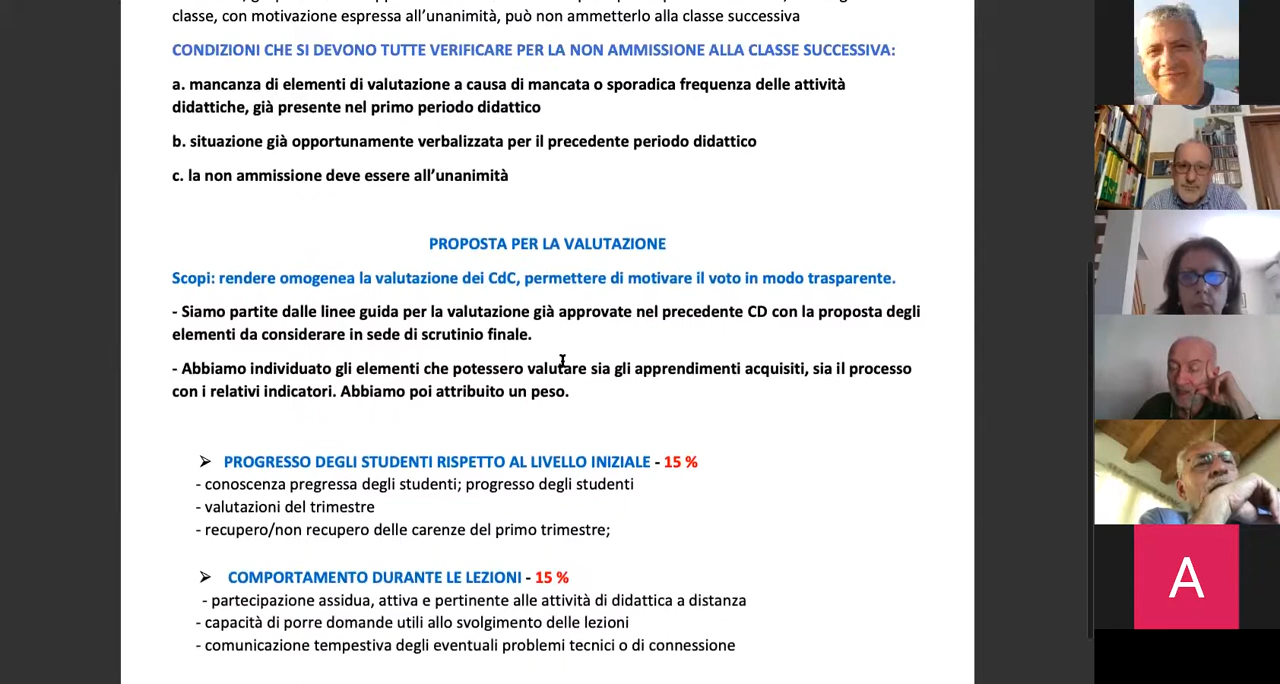 classe, con motivazione espressa all’unanimità, può non ammetterlo alla classe successiva
CONDIZIONI CHE SI DEVONO TUTTE VERIFICARE PER LA NON AMMISSIONE ALLA CLASSE SUCCESSIVA:
a. mancanza di elementi di valutazione a causa di mancata o sporadica frequenza delle attività
didattiche, già presente nel primo periodo didattico
b. situazione già opportunamente verbalizzata per il precedente periodo didattico
c. la non ammissione deve essere all’unanimità
PROPOSTA PER LA VALUTAZIONE
Scopi: rendere omogenea la valutazione dei CdC, permettere di motivare il voto in modo trasparente.
- Siamo partite dalle linee guida per la valutazione già approvate nel precedente CD con la proposta degli
elementi da considerare in sede di scrutinio finale.
- Abbiamo individuato gli elementi che potessero valutare sia gli apprendimenti acquisiti, sia il processo
con i relativi indicatori. Abbiamo poi attribuito un peso.
➢ PROGRESSO DEGLI STUDENTI RISPETTO AL LIVELLO INIZIALE - 15 %
- conoscenza pregressa degli studenti; progresso degli studenti
- valutazioni del trimestre
- recupero/non recupero delle carenze del primo trimestre;
➢ COMPORTAMENTO DURANTE LE LEZIONI - 15 %
- partecipazione assidua, attiva e pertinente alle attività di didattica a distanza
- capacità di porre domande utili allo svolgimento delle lezioni
- comunicazione tempestiva degli eventuali problemi tecnici o di connessione
A